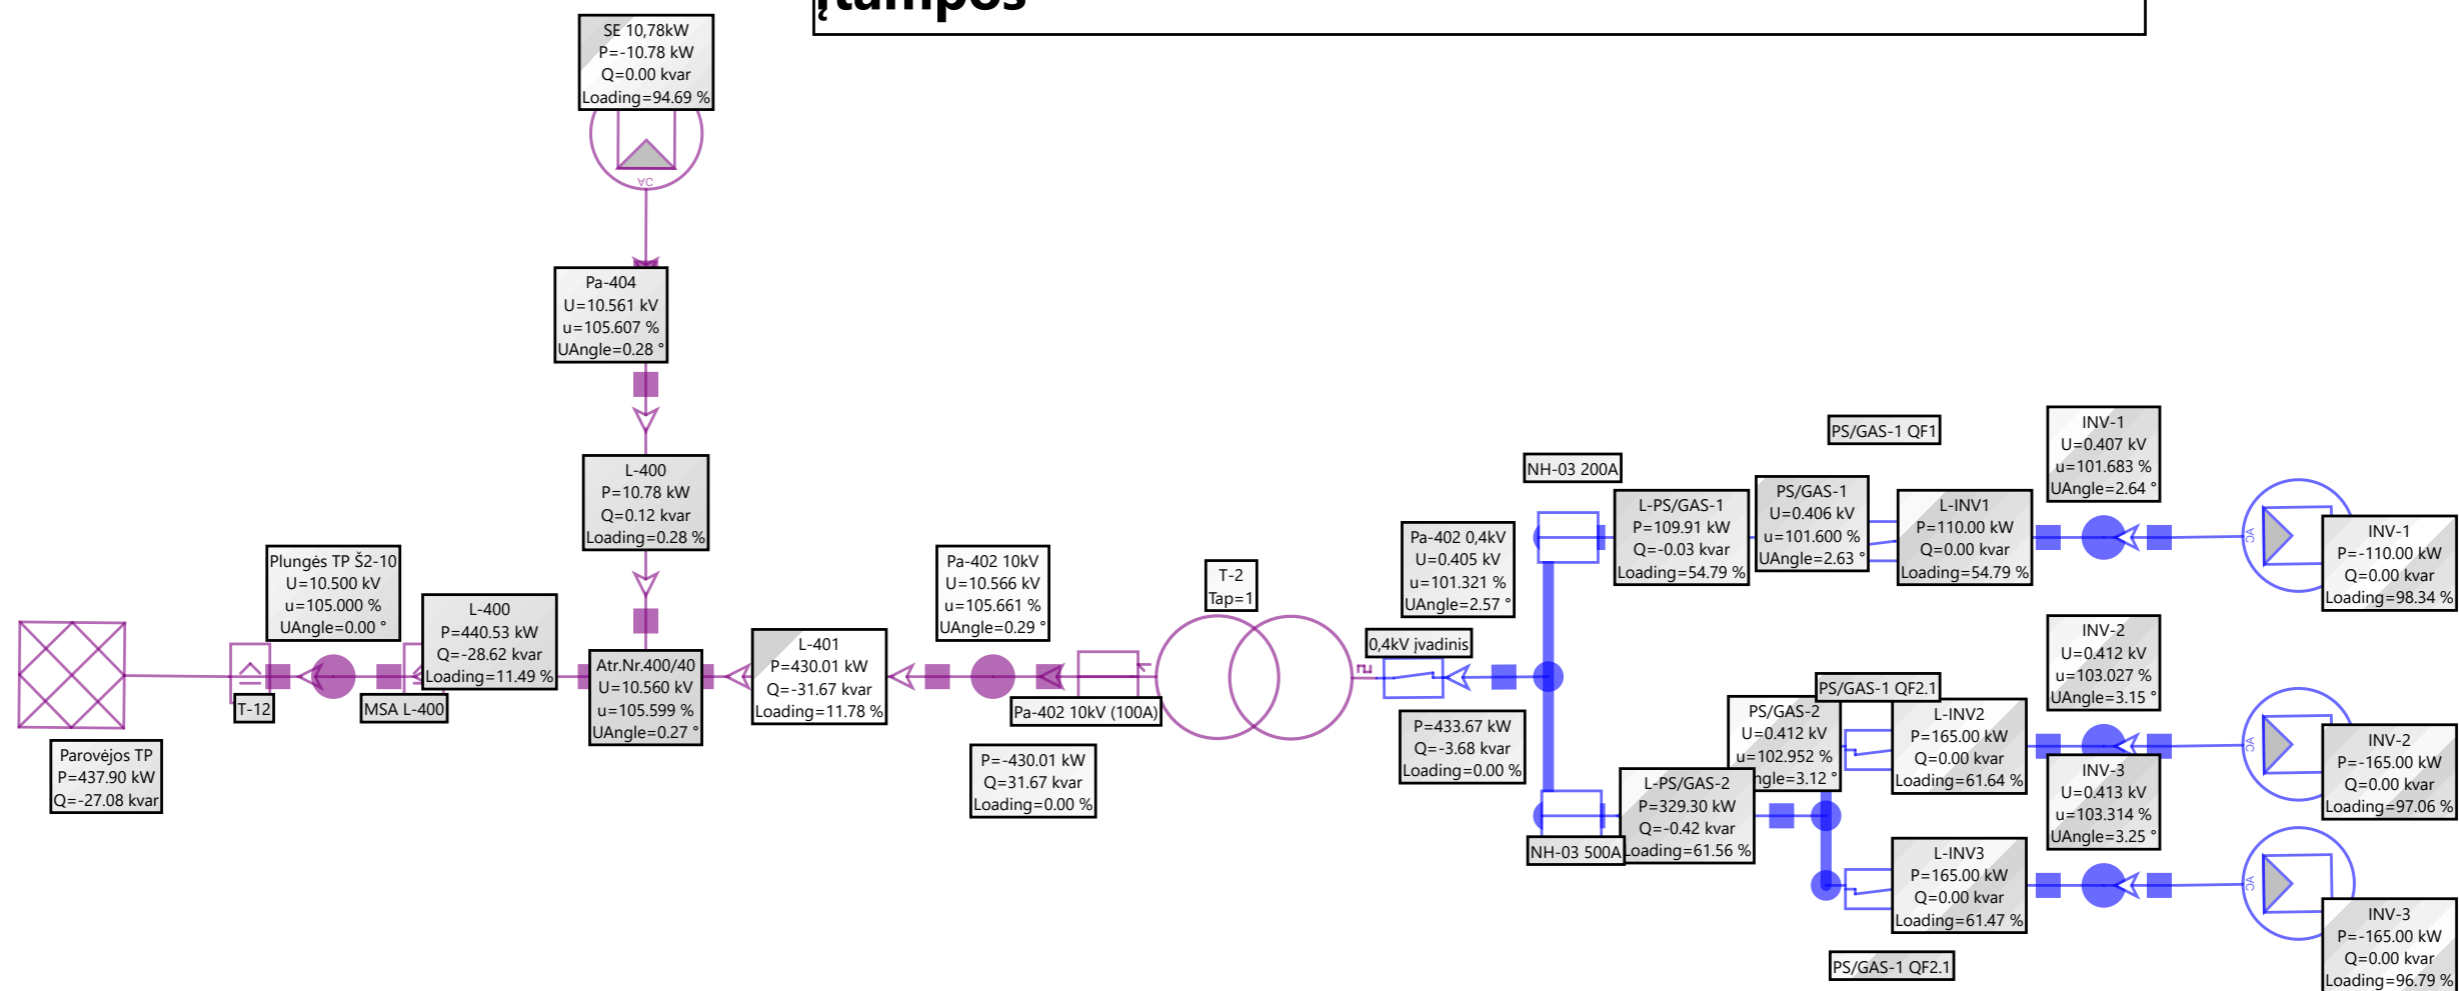 įtampos
SE 10,78kW
P=-10.78 kW
Q=0.00 kvar
Loading=94.69 %
AC
Pa-404
U=10.561 kV
u=105.607 %
UAngle=0.28 °
L-400
P=10.78 kW
Q=0.12 kvar
Loading=0.28 %
Plungės TP Š2-10
U=10.500 kV
u=105.000 %
UAngle=0.00 °
L-400
P=440.53 kW
Q=-28.62 kvar
Loading=11.49 %
T-12
MSA L-400
Parovėjos TP
P=437.90 kW
Q=-27.08 kvar
Atr.Nr.400/40
U=10.560 kV
u=105.599 %
UAngle=0.27 °
L-401
P=430.01 kW
Q=-31.67 kvar
Loading=11.78 %
Pa-402 10kV
U=10.566 kV
u=105.661 %
UAngle=0.29 °
Pa-402 10kV (100A)
P=-430.01 kW
Q=31.67 kvar
Loading=0.00 %
T-2
Tap=1
Pa-402 0,4kV
U=0.405 kV
u=101.321 %
UAngle=2.57 °
0,4kV įvadinis
P=433.67 kW
Q=-3.68 kvar
Loading=0.00 %
NH-03 200A
L-PS/GAS-1
P=109.91 kW
Q=-0.03 kvar
Loading=54.79 %
PS/GAS-1
U=0.406 kV
u=101.600 %
UAngle=2.63 °
PS/GAS-1 QF1
L-INV1
P=110.00 kW
Q=0.00 kvar
Loading=54.79 %
INV-1
U=0.407 kV
u=101.683 %
UAngle=2.64 °
AC
INV-1
P=-110.00 kW
Q=0.00 kvar
Loading=98.34 %
NH-03 500A
L-PS/GAS-2
P=329.30 kW
Q=-0.42 kvar
Loading=61.56 %
PS/GAS-2
U=0.412 kV
u=102.952 %
ngle=3.12 °
PS/GAS-1 QF2.1
L-INV2
P=165.00 kW
Q=0.00 kvar
Loading=61.64 %
INV-2
U=0.412 kV
u=103.027 %
UAngle=3.15 °
AC
INV-2
P=-165.00 kW
Q=0.00 kvar
Loading=97.06 %
INV-3
U=0.413 kV
u=103.314 %
UAngle=3.25 °
L-INV3
P=165.00 kW
Q=0.00 kvar
Loading=61.47 %
PS/GAS-1 QF2.1
AC
INV-3
P=-165.00 kW
Q=0.00 kvar
Loading=96.79 %